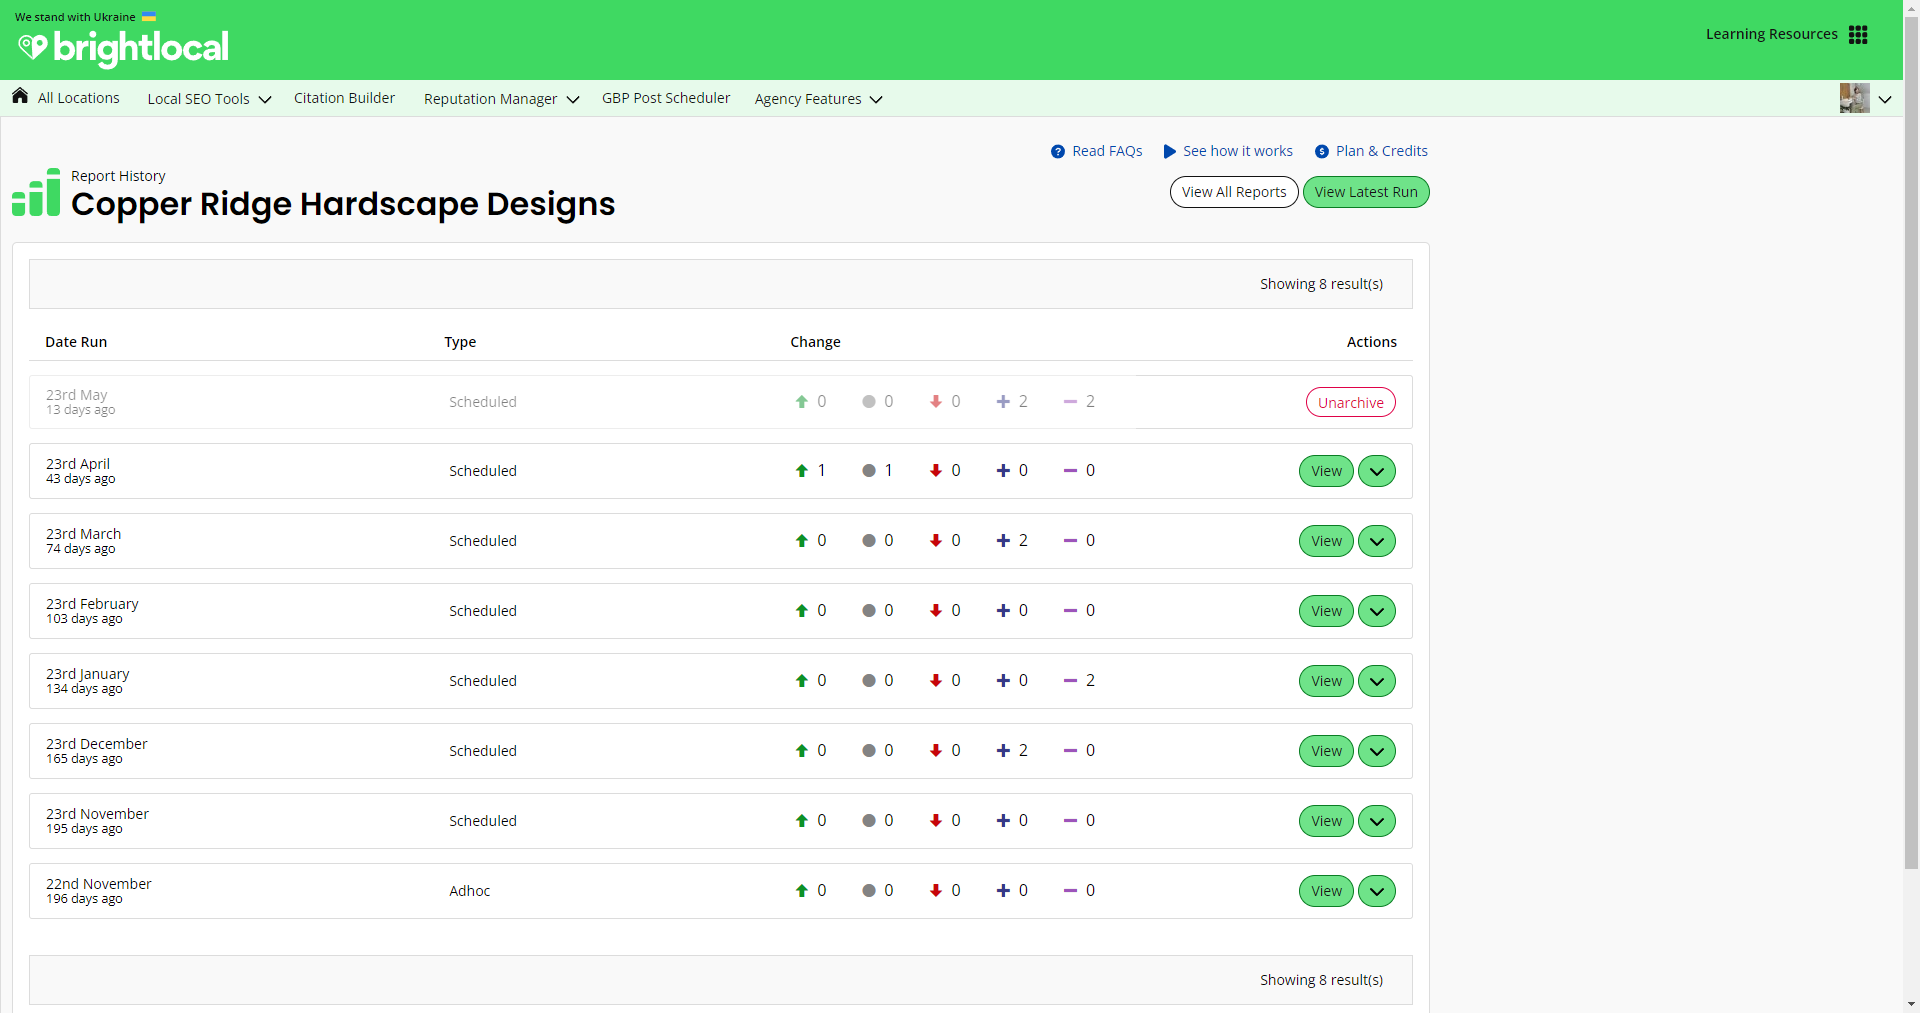 We stand with Ukraine
brightlocal
Learning Resources
All Locations
Local SEO Tools
Citation Builder
Reputation Manager
GBP Post Scheduler
Agency Features
Read FAQs
See how it works
Plan & Credits
Report History
Copper Ridge Hardscape Designs
View All Reports
View Latest Run
Showing 8 result(s)
Date Run Type Change Actions
23rd May
13 days ago
Scheduled 0 0 0 2 2 Unarchive
23rd April
43 days ago
Scheduled 1 1 0 0 0 View
23rd March
74 days ago
Scheduled 0 0 0 2 0 View
23rd February
103 days ago
Scheduled 0 0 0 0 0 View
23rd January
134 days ago
Scheduled 0 0 0 0 2 View
23rd December
165 days ago
Scheduled 0 0 0 2 0 View
23rd November
195 days ago
Scheduled 0 0 0 0 0 View
22nd November
196 days ago
Adhoc 0 0 0 0 0 View
Showing 8 result(s)